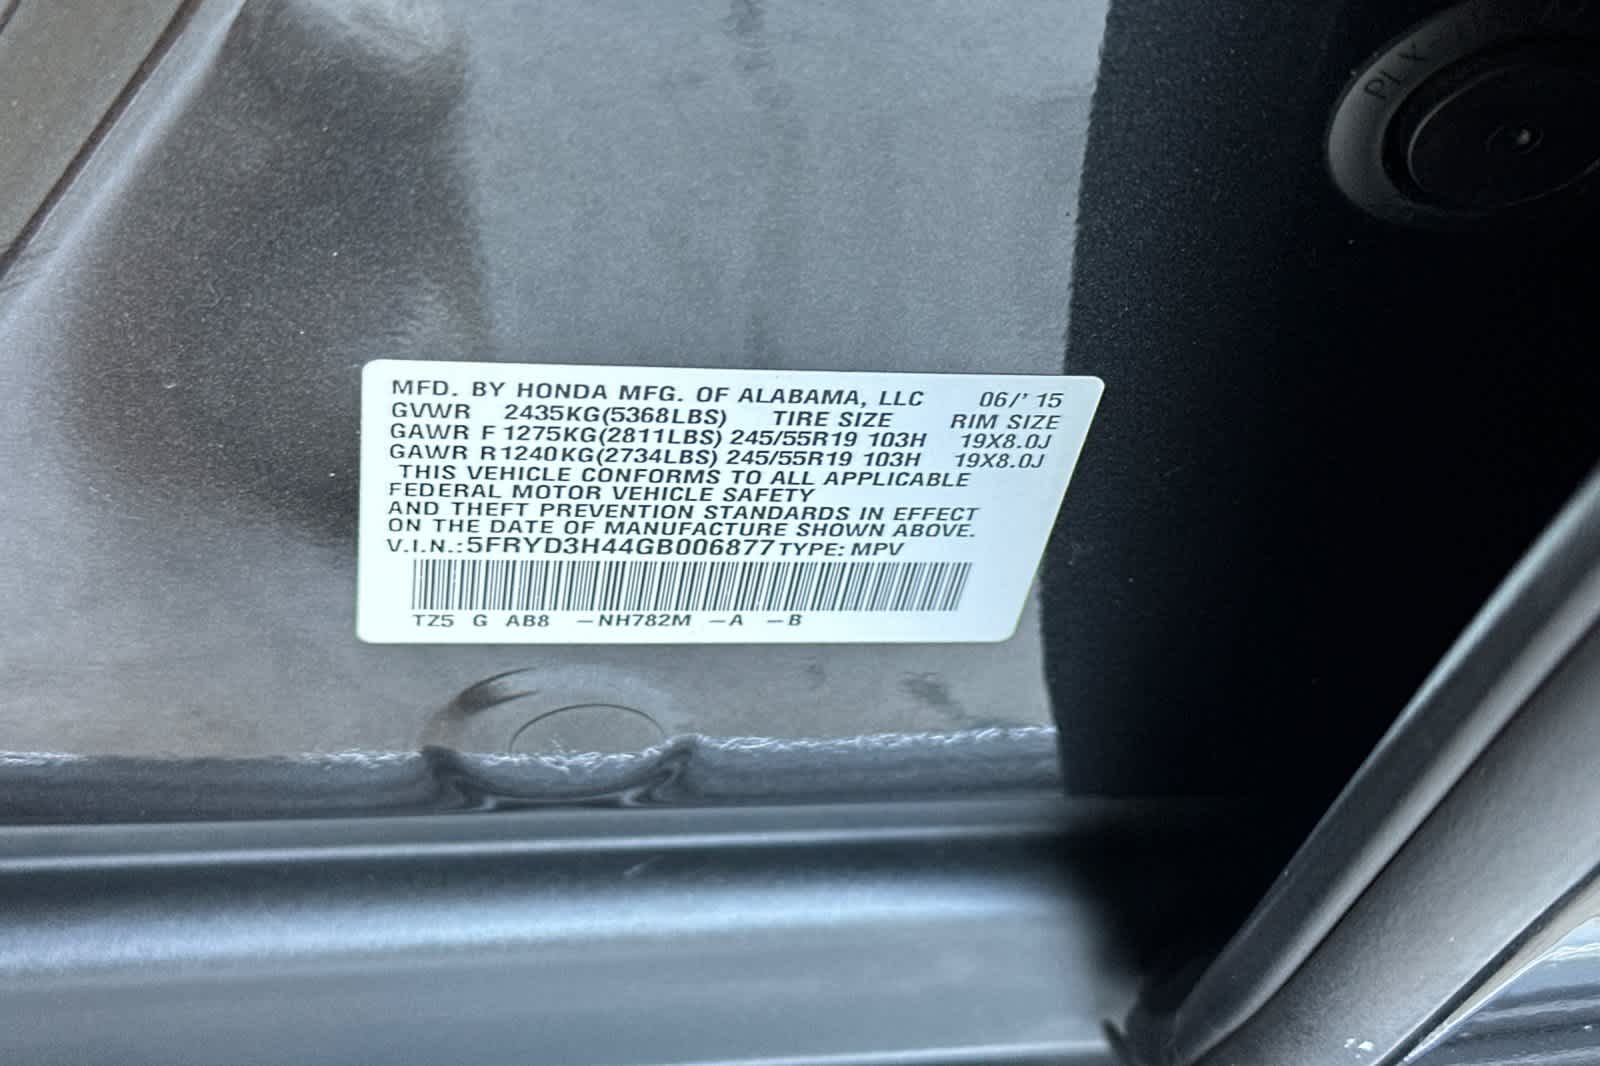 MFD. BY HONDA MFG. OF ALABAMA, LLC 06/' 15
GVWR 2435KG(5368LBS) TIRE SIZE RIM SIZE
GAWR F 1275KG(2811LBS) 245/55R19 103H 19X8.0J
GAWR R1240KG(2734LBS) 245/55R19 103H 19X8.0J
THIS VEHICLE CONFORMS TO ALL APPLICABLE
FEDERAL MOTOR VEHICLE SAFETY
AND THEFT PREVENTION STANDARDS IN EFFECT
ON THE DATE OF MANUFACTURE SHOWN ABOVE.
V.I.N.:5FRYD3H44GB006877 TYPE: MPV
TZ5 G AB8 –NH782M –A –B